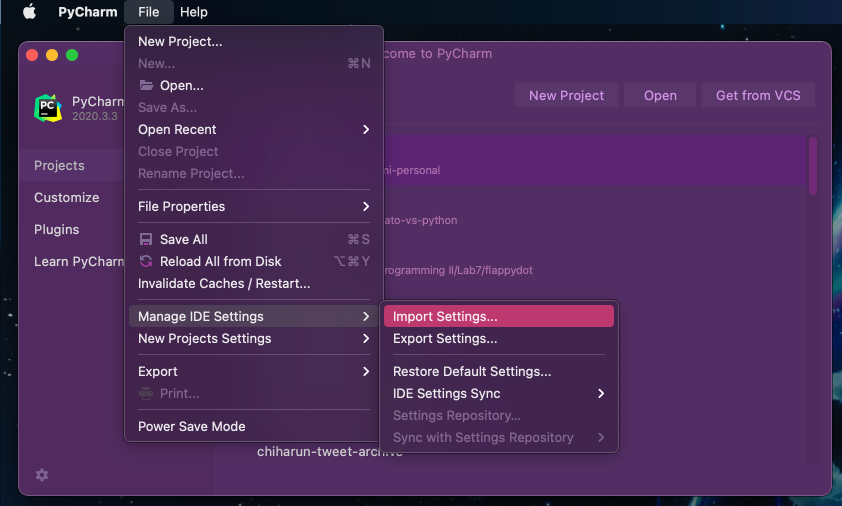 PyCharm File Help
come to PyCharm
PC
PyCharm
2020.3.3
Projects
Customize
Plugins
Learn PyCharm
New Project Open Get from VCS
ni-personal
ato-vs-python
rogramming II/Lab7/flappydot
chiharun-tweet-archive
New Project...
New... ⌘N
Open...
Save As...
Open Recent
Close Project
Rename Project...
File Properties
Save All ⌘S
Reload All from Disk ⌥⌘Y
Invalidate Caches / Restart...
Manage IDE Settings
New Projects Settings
Export
Print...
Power Save Mode
Import Settings...
Export Settings...
Restore Default Settings...
IDE Settings Sync
Settings Repository...
Sync with Settings Repository